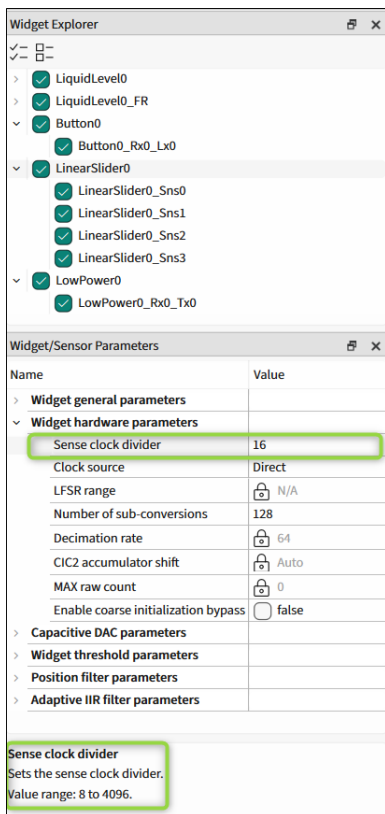 Widget Explorer
LiquidLevel0
LiquidLevel0_FR
Button0
Button0_Rx0_Lx0
LinearSlider0
LinearSlider0_Sns0
LinearSlider0_Sns1
LinearSlider0_Sns2
LinearSlider0_Sns3
LowPower0
LowPower0_Rx0_Tx0
Widget/Sensor Parameters
Name Value
Widget general parameters
Widget hardware parameters
Sense clock divider 16
Clock source Direct
LFSR range N/A
Number of sub-conversions 128
Decimation rate 64
CIC2 accumulator shift Auto
MAX raw count 0
Enable coarse initialization bypass false
Capacitive DAC parameters
Widget threshold parameters
Position filter parameters
Adaptive IIR filter parameters
Sense clock divider
Sets the sense clock divider.
Value range: 8 to 4096.